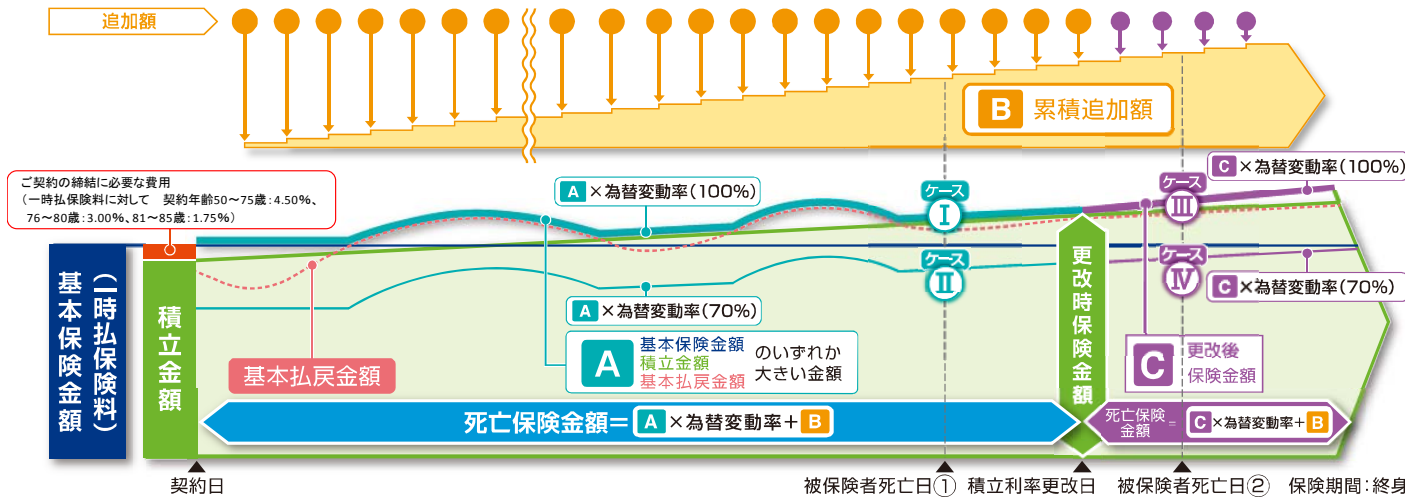 追加額
B 累積追加額
ご契約の締結に必要な費用
（一時払保険料に対して　契約年齢50～75歳：4.50％、
76～80歳：3.00％、81～85歳：1.75％）
A ×為替変動率（100％）
C ×為替変動率（100％）
ケース
Ⅰ
ケース
Ⅲ
ケース
Ⅱ
ケース
Ⅳ
A ×為替変動率（70％）
C ×為替変動率（70％）
基本保険金額
（一時払保険料）
積立金額
基本払戻金額
A
基本保険金額
積立金額
基本払戻金額
のいずれか
大きい金額
更改時保険金額
C
更改後
保険金額
死亡保険金額＝ A ×為替変動率＋ B
死亡保険
金額
＝ C ×為替変動率＋ B
契約日
被保険者死亡日①
積立利率更改日
被保険者死亡日②
保険期間：終身